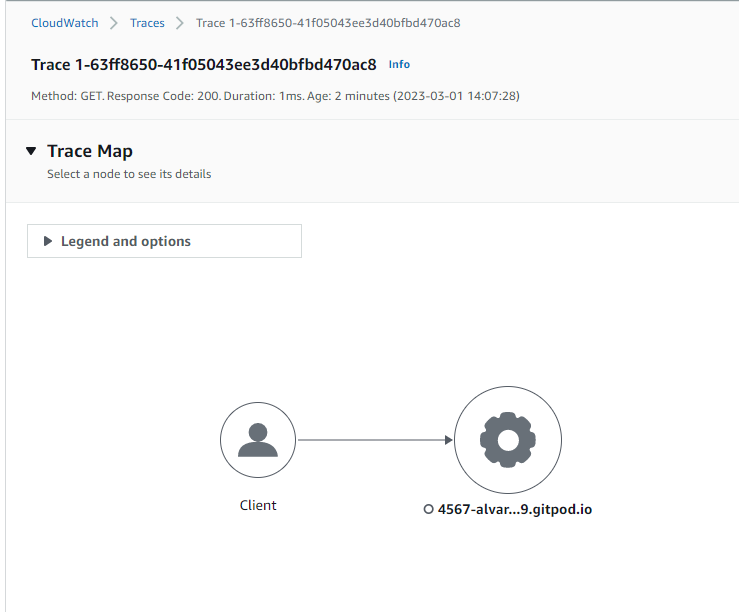 CloudWatch > Traces > Trace 1-63ff8650-41f05043ee3d40bfbd470ac8
Trace 1-63ff8650-41f05043ee3d40bfbd470ac8 Info
Method: GET. Response Code: 200. Duration: 1ms. Age: 2 minutes (2023-03-01 14:07:28)
Trace Map
Select a node to see its details
Legend and options
Client
4567-alvar...9.gitpod.io